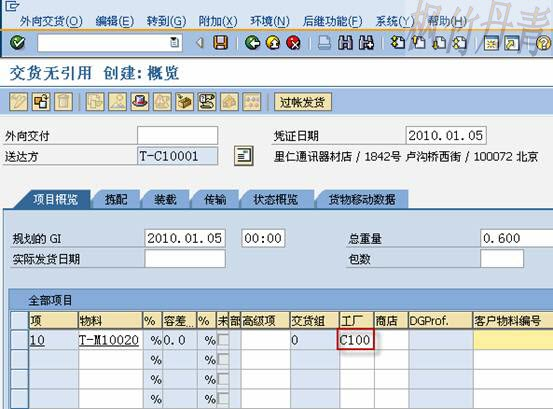 外向交货(O) 编辑(E) 转到(G) 附加(X) 环境(N) 后继功能(F) 系统(Y) 帮助(H)
枫竹丹青
交货无引用 创建:概览
过帐发货
外向交付 凭证日期 2010.01.05
送达方 T-C10001 里仁通讯器材店 / 1842号 卢沟桥西街 / 100072 北京
项目概览 拣配 装载 传输 状态概览 货物移动数据
规划的 GI 2010.01.05 00:00 总重量 0.600
实际发货日期 包数
全部项目
项 物料 % 容差... % 未 部 高级项 交货组 工厂 商店 DGProf. 客户物料编号
10 T-M10020 % 0.0 % 0 C100
% %
% %
% %